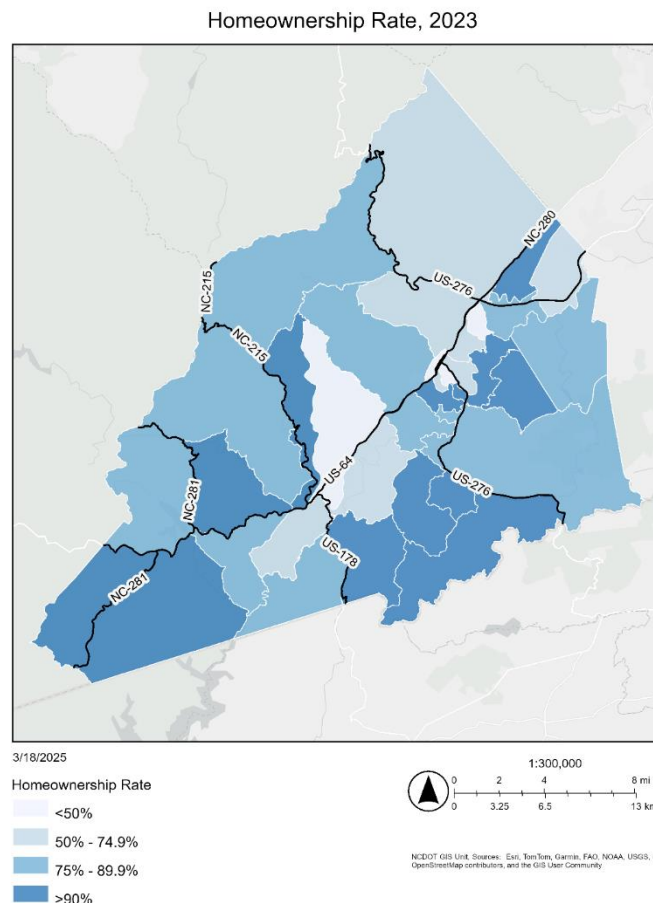 Homeownership Rate, 2023
NC-280
US-276
NC-215
NC-215
US-64
US-276
NC-281
US-178
NC-281
3/18/2025
1:300,000
Homeownership Rate
0 2 4 8 mi
0 3.25 6.5 13 km
<50%
50% - 74.9%
75% - 89.9%
>90%
NCDOT GIS Unit, Sources: Esri, TomTom, Garmin, FAO, NOAA, USGS,
OpenStreetMap contributors, and the GIS User Community